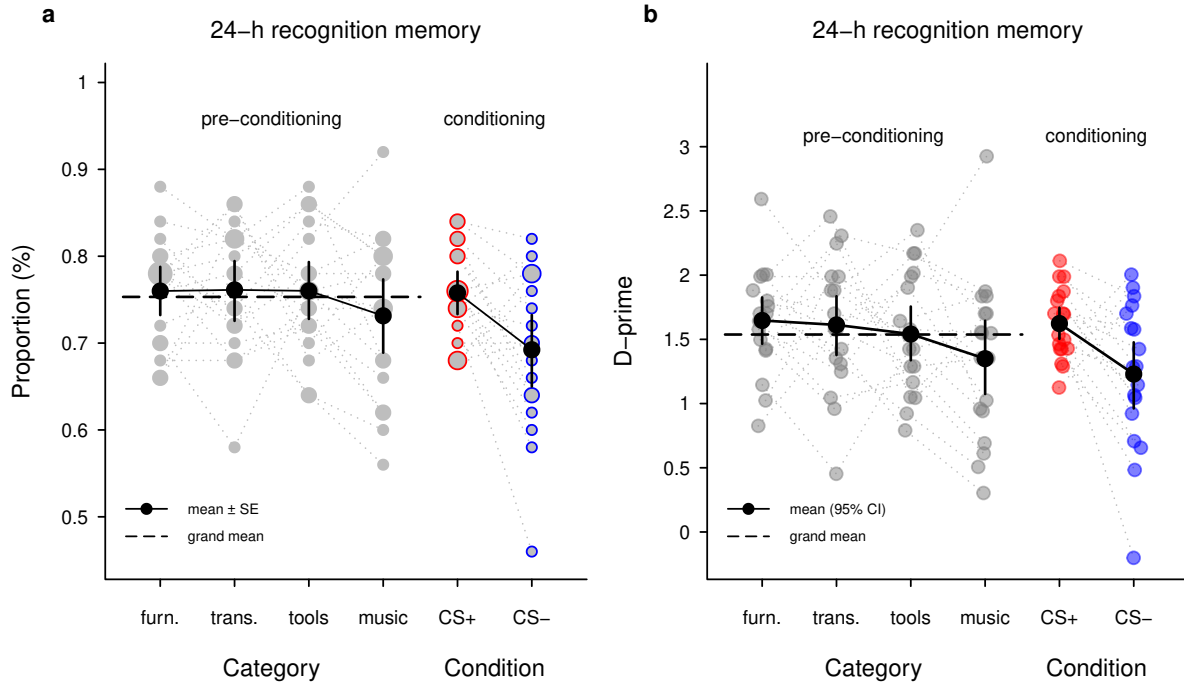 a
24−h recognition memory
Proportion (%)
1
0.9
0.8
0.7
0.6
0.5
pre−conditioning
conditioning
mean ± SE
grand mean
furn.
trans.
tools
music
CS+
CS−
Category
Condition
b
24−h recognition memory
D−prime
3
2.5
2
1.5
1
0.5
0
pre−conditioning
conditioning
mean (95% CI)
grand mean
furn.
trans.
tools
music
CS+
CS−
Category
Condition